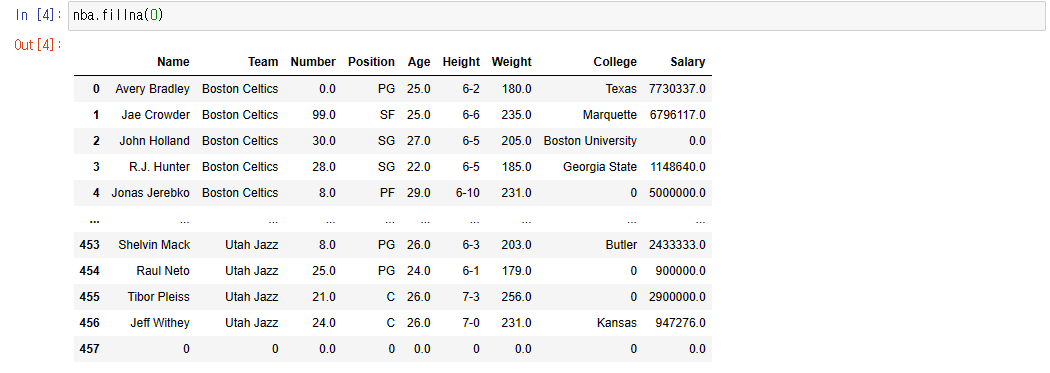 In [4]: nba.fillna(0)
Out[4]:
Name Team Number Position Age Height Weight College Salary
0 Avery Bradley Boston Celtics 0.0 PG 25.0 6-2 180.0 Texas 7730337.0
1 Jae Crowder Boston Celtics 99.0 SF 25.0 6-6 235.0 Marquette 6796117.0
2 John Holland Boston Celtics 30.0 SG 27.0 6-5 205.0 Boston University 0.0
3 R.J. Hunter Boston Celtics 28.0 SG 22.0 6-5 185.0 Georgia State 1148640.0
4 Jonas Jerebko Boston Celtics 8.0 PF 29.0 6-10 231.0 0 5000000.0
... ... ... ... ... ... ... ... ... ...
453 Shelvin Mack Utah Jazz 8.0 PG 26.0 6-3 203.0 Butler 2433333.0
454 Raul Neto Utah Jazz 25.0 PG 24.0 6-1 179.0 0 900000.0
455 Tibor Pleiss Utah Jazz 21.0 C 26.0 7-3 256.0 0 2900000.0
456 Jeff Withey Utah Jazz 24.0 C 26.0 7-0 231.0 Kansas 947276.0
457 0 0 0.0 0 0.0 0 0.0 0 0.0